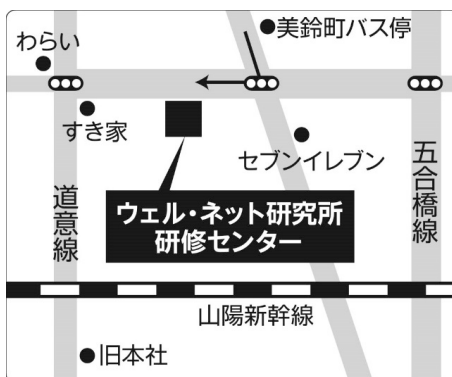 美鈴町バス停
わらい
すき家
セブンイレブン
五合橋線
道意線
ウェル・ネット研究所
研修センター
山陽新幹線
旧本社